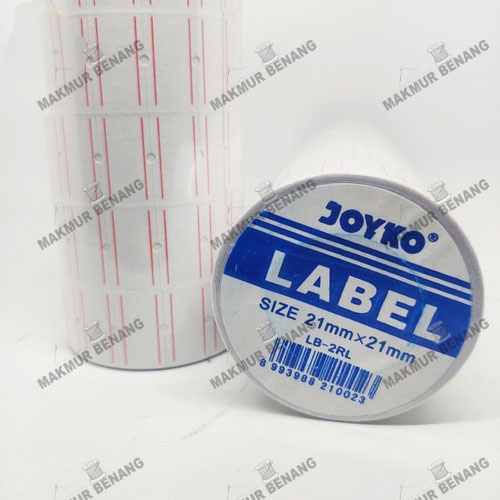 JOYKO®
LABEL
SIZE 21mm×21mm
LB-2RL
8 993988 210023
MAKMUR BENANG